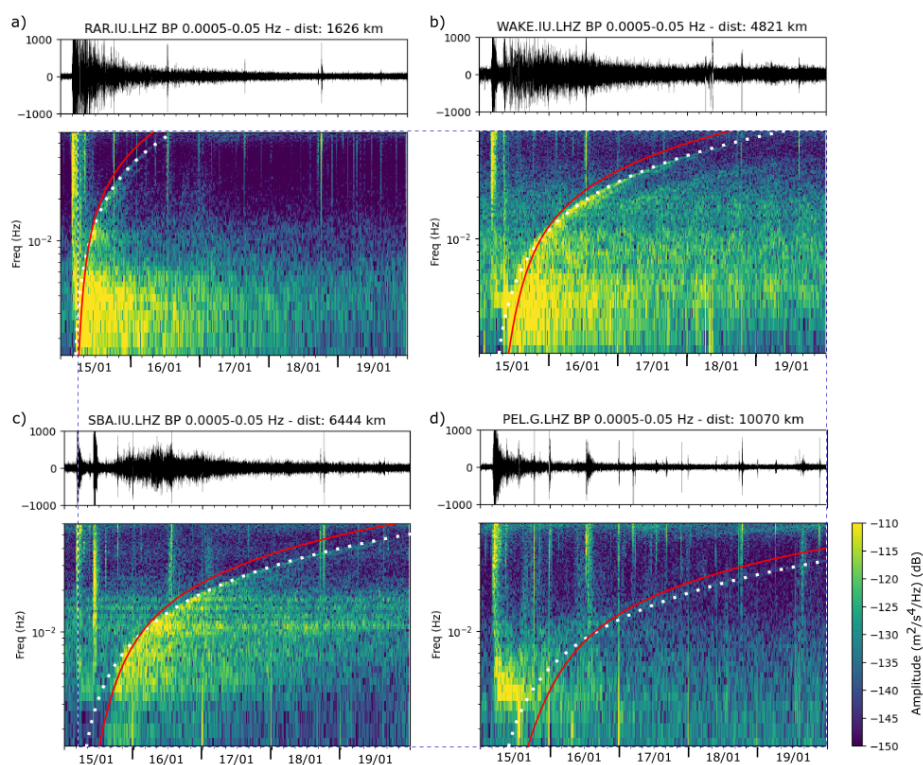 a)
RAR.IU.LHZ BP 0.0005-0.05 Hz - dist: 1626 km
1000
0
−1000
Freq (Hz)
10⁻²
15/01 16/01 17/01 18/01 19/01
b)
WAKE.IU.LHZ BP 0.0005-0.05 Hz - dist: 4821 km
1000
0
−1000
Freq (Hz)
10⁻²
15/01 16/01 17/01 18/01 19/01
c)
SBA.IU.LHZ BP 0.0005-0.05 Hz - dist: 6444 km
1000
0
−1000
Freq (Hz)
10⁻²
15/01 16/01 17/01 18/01 19/01
d)
PEL.G.LHZ BP 0.0005-0.05 Hz - dist: 10070 km
1000
0
−1000
Freq (Hz)
10⁻²
15/01 16/01 17/01 18/01 19/01
−110
−115
−120
−125
−130
−135
−140
−145
−150
Amplitude (m²/s⁴/Hz) (dB)